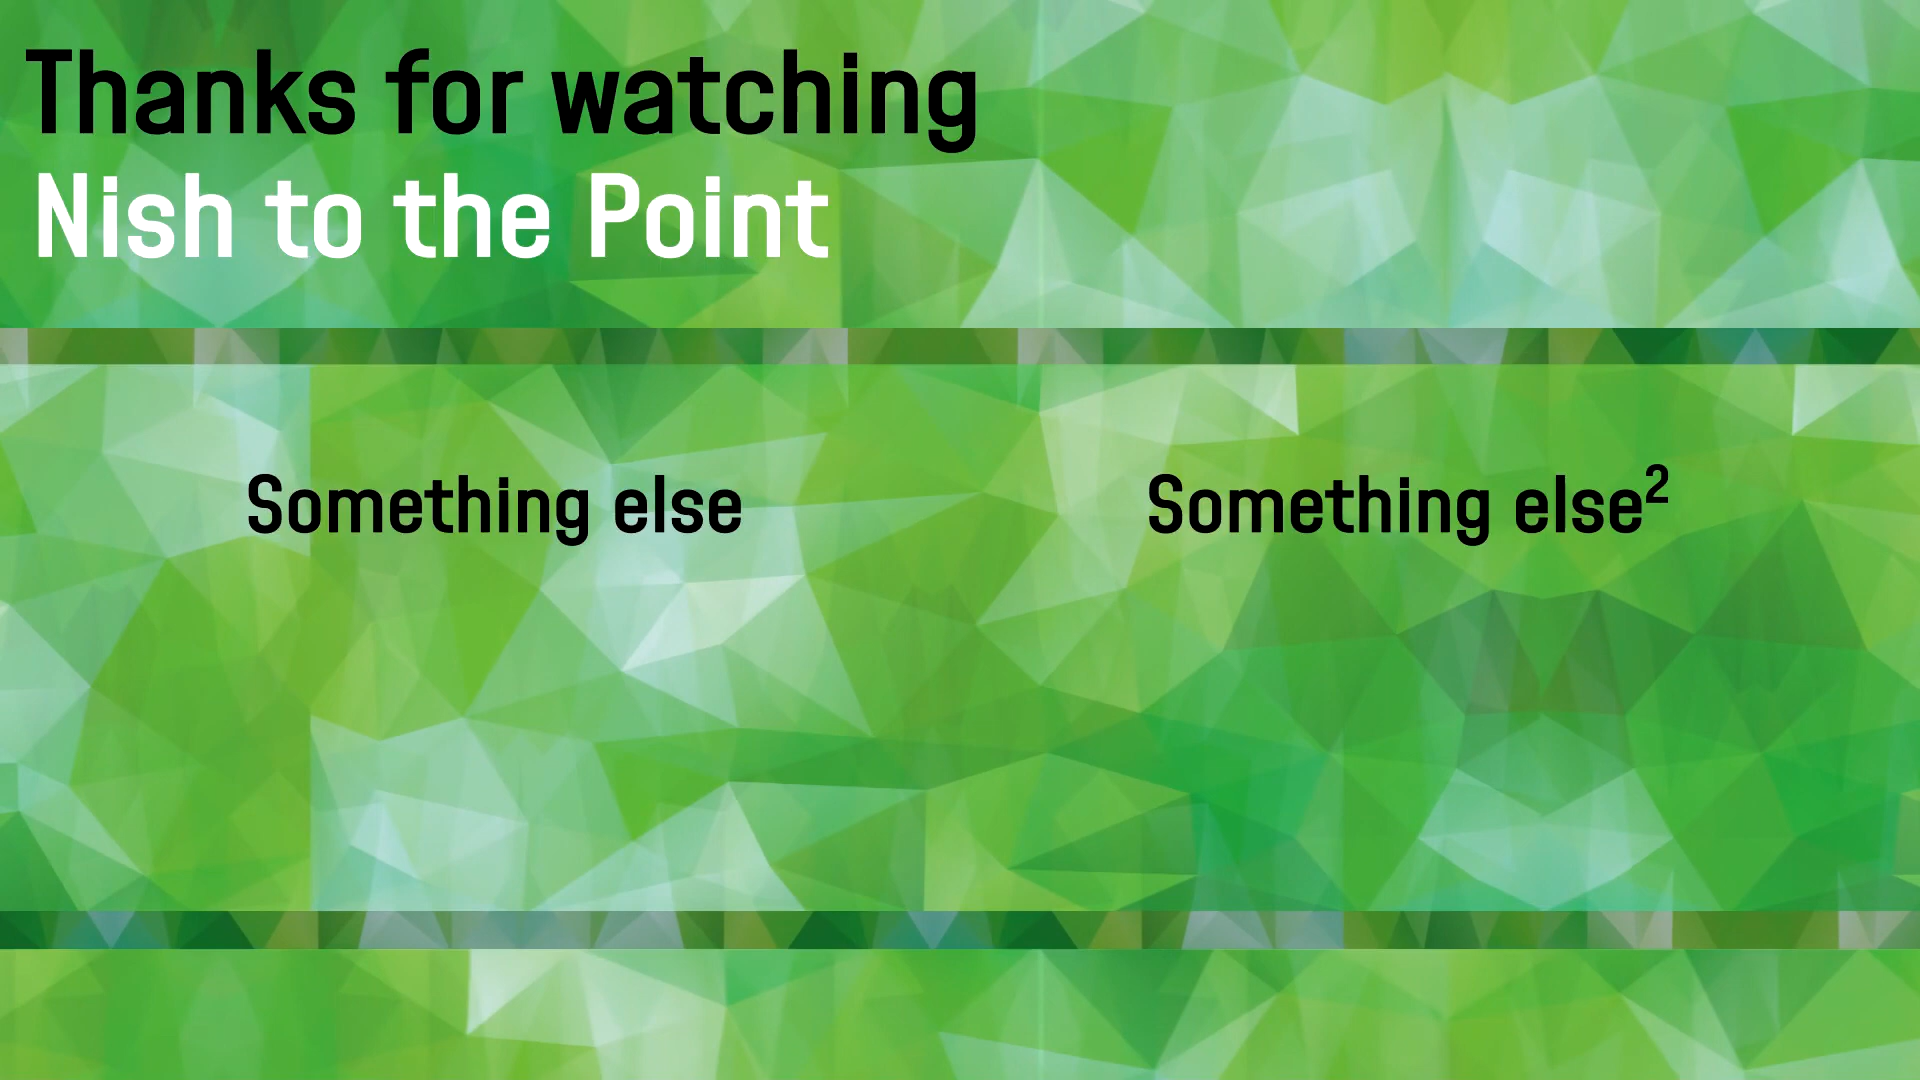 Thanks for watching
Nish to the Point
Something else
Something else²